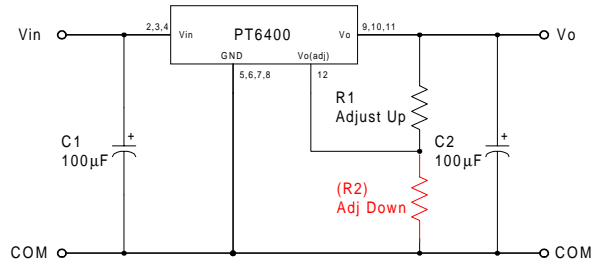 Vin
2,3,4
Vin
PT6400
Vo
9,10,11
Vo
GND
Vo(adj)
5,6,7,8
12
R1
Adjust Up
C1
100µF
+
C2
100µF
+
(R2)
Adj Down
COM
COM